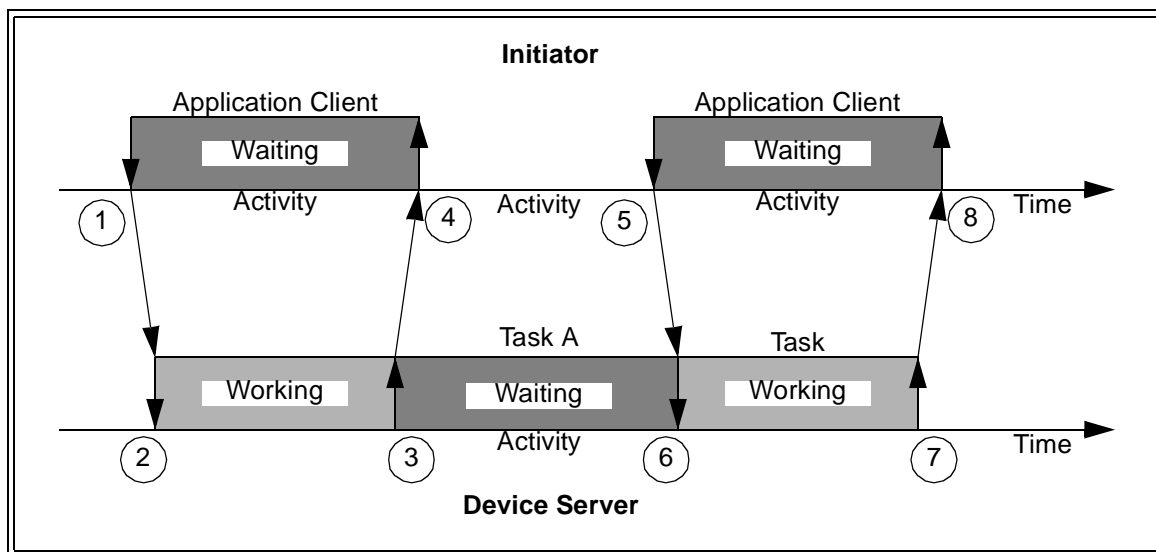 Initiator
Application Client
Application Client
Waiting
Waiting
Activity
Activity
Activity
Time
1
4
5
8
Task A
Task
Working
Waiting
Working
Activity
Time
2
3
6
7
Device Server